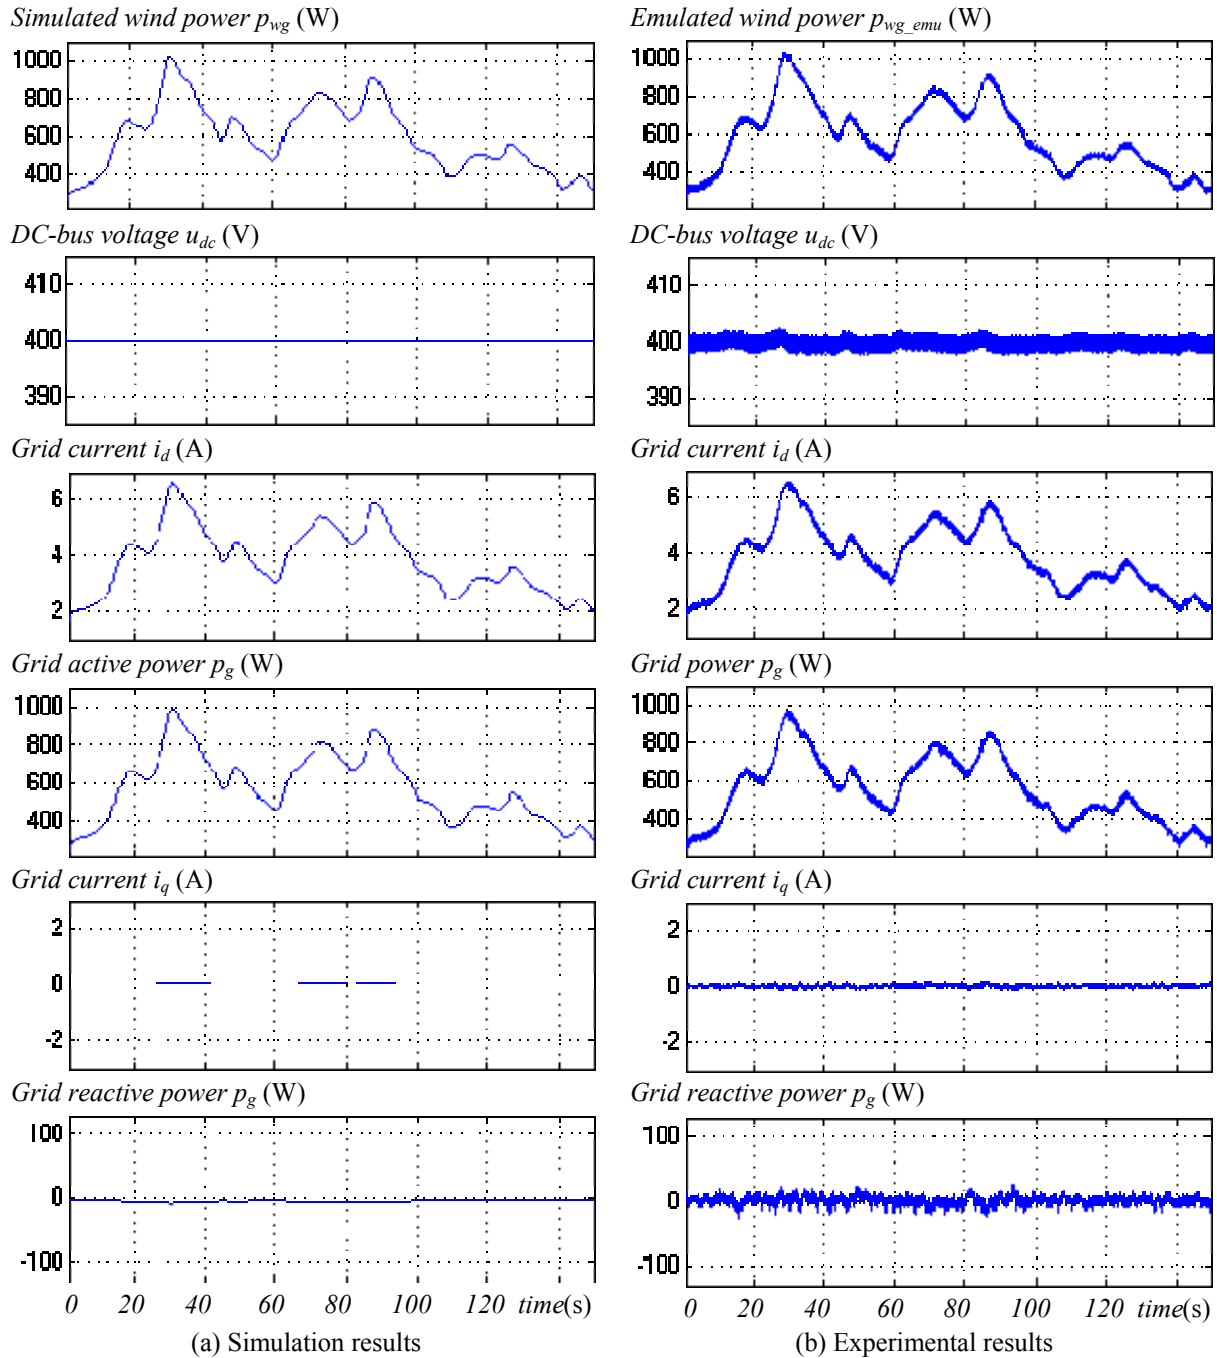 Simulated wind power p_wg (W)
1000
800
600
400
DC-bus voltage u_dc (V)
410
400
390
Grid current i_d (A)
6
4
2
Grid active power p_g (W)
1000
800
600
400
Grid current i_q (A)
2
0
-2
Grid reactive power p_g (W)
100
0
-100
0 20 40 60 80 100 120 time(s)
(a) Simulation results
Emulated wind power p_wg_emu (W)
1000
800
600
400
DC-bus voltage u_dc (V)
410
400
390
Grid current i_d (A)
6
4
2
Grid power p_g (W)
1000
800
600
400
Grid current i_q (A)
2
0
-2
Grid reactive power p_g (W)
100
0
-100
0 20 40 60 80 100 120 time(s)
(b) Experimental results